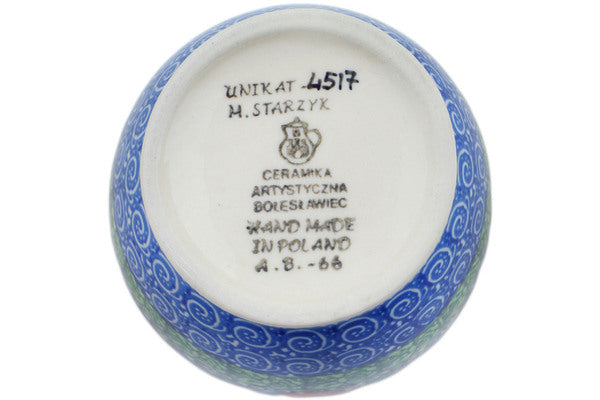 UNIKAT-4517
M. STARZYK
CERAMIKA
ARTYSTYCZNA
BOLESŁAWIEC
HAND MADE
IN POLAND
A.B.-66